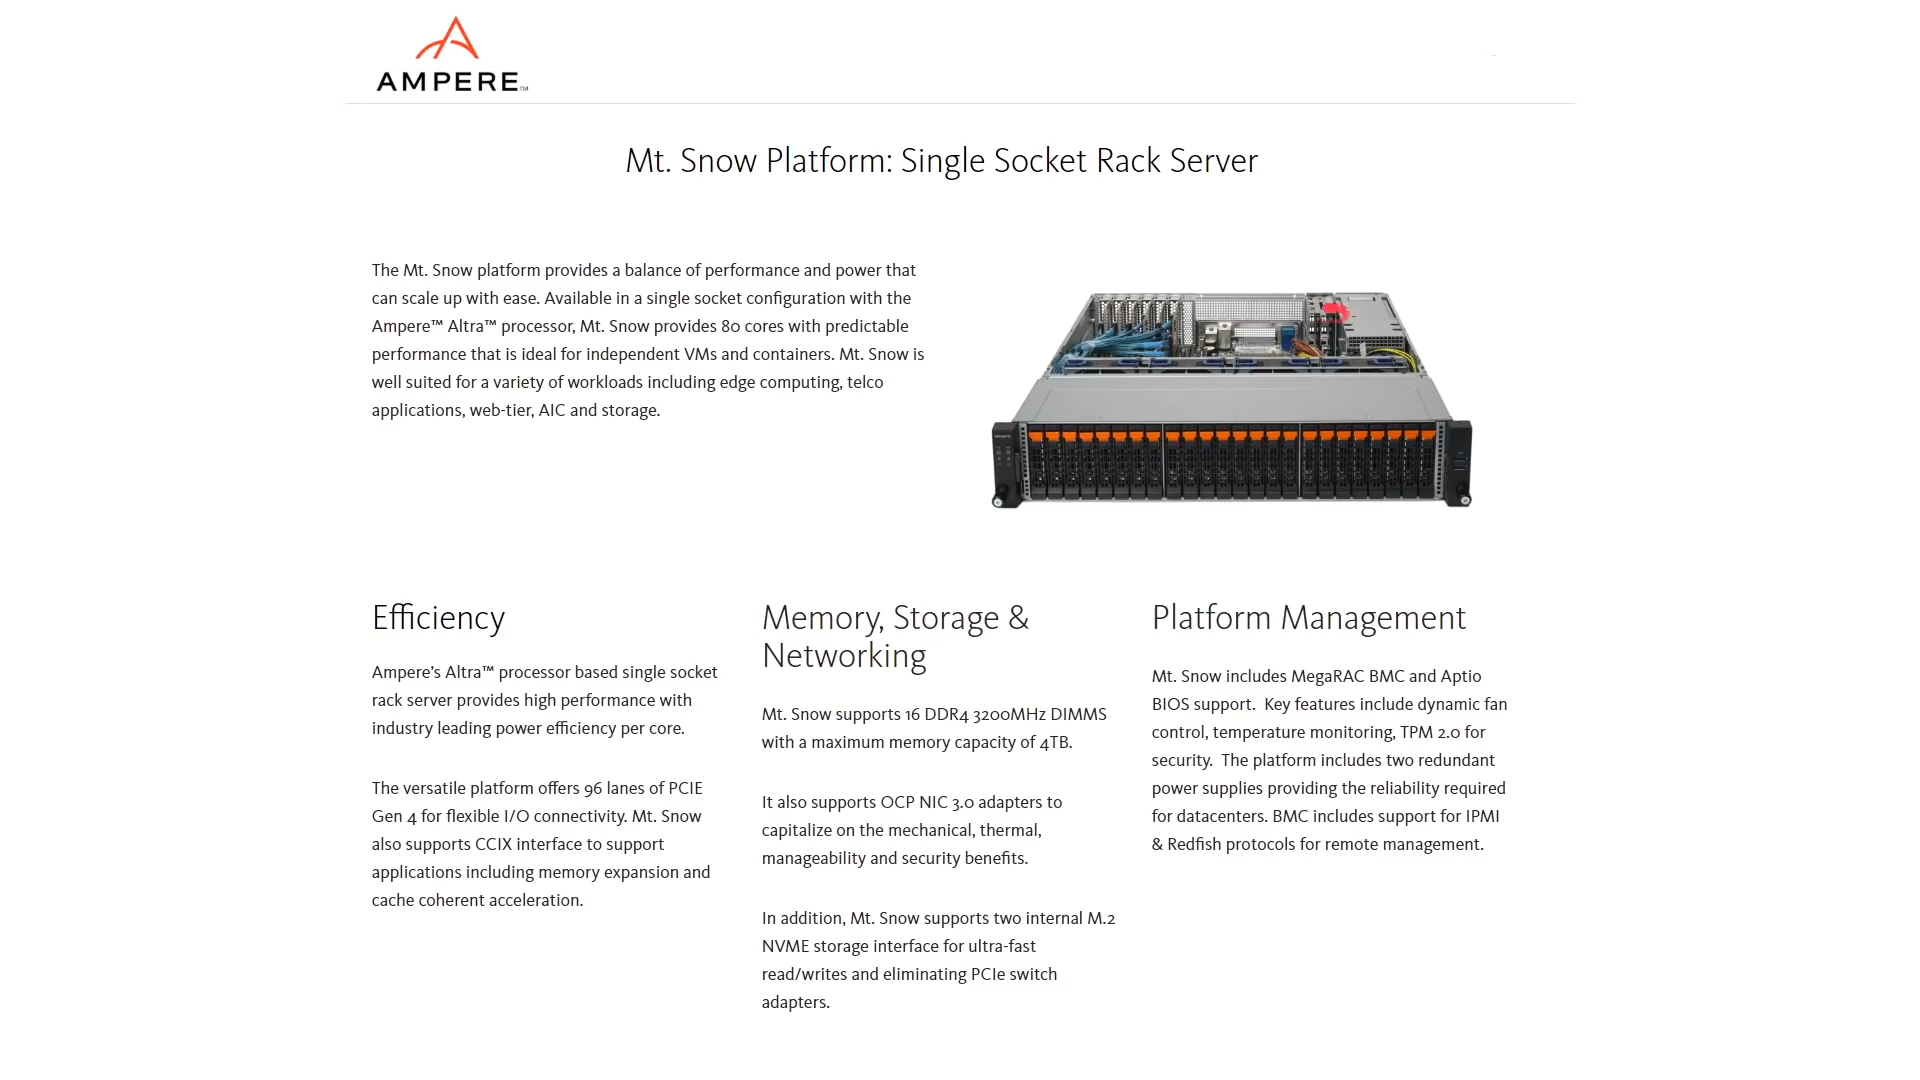 AMPERE™
Mt. Snow Platform: Single Socket Rack Server
The Mt. Snow platform provides a balance of performance and power that
can scale up with ease. Available in a single socket configuration with the
Ampere™ Altra™ processor, Mt. Snow provides 80 cores with predictable
performance that is ideal for independent VMs and containers. Mt. Snow is
well suited for a variety of workloads including edge computing, telco
applications, web-tier, AIC and storage.
Efficiency
Ampere’s Altra™ processor based single socket
rack server provides high performance with
industry leading power efficiency per core.
The versatile platform offers 96 lanes of PCIE
Gen 4 for flexible I/O connectivity. Mt. Snow
also supports CCIX interface to support
applications including memory expansion and
cache coherent acceleration.
Memory, Storage &
Networking
Mt. Snow supports 16 DDR4 3200MHz DIMMS
with a maximum memory capacity of 4TB.
It also supports OCP NIC 3.0 adapters to
capitalize on the mechanical, thermal,
manageability and security benefits.
In addition, Mt. Snow supports two internal M.2
NVME storage interface for ultra-fast
read/writes and eliminating PCIe switch
adapters.
Platform Management
Mt. Snow includes MegaRAC BMC and Aptio
BIOS support.  Key features include dynamic fan
control, temperature monitoring, TPM 2.0 for
security.  The platform includes two redundant
power supplies providing the reliability required
for datacenters. BMC includes support for IPMI
& Redfish protocols for remote management.